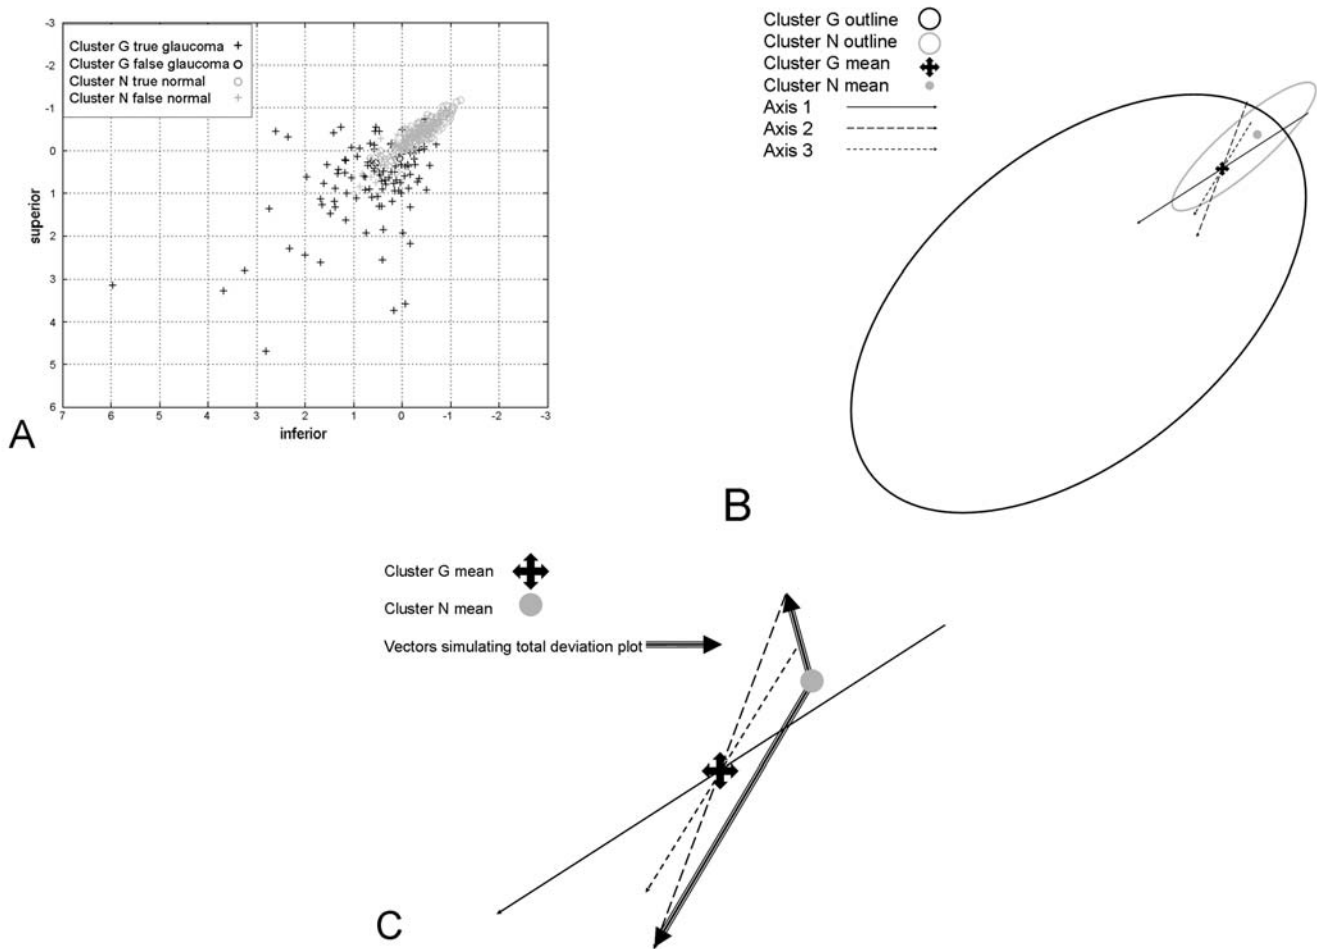 -3
-2
-1
0
1
2
3
4
5
6
superior
Cluster G true glaucoma
Cluster G false glaucoma
Cluster N true normal
Cluster N false normal
7 6 5 4 3 2 1 0 -1 -2 -3
inferior
A
Cluster G outline
Cluster N outline
Cluster G mean
Cluster N mean
Axis 1
Axis 2
Axis 3
B
Cluster G mean
Cluster N mean
Vectors simulating total deviation plot
C